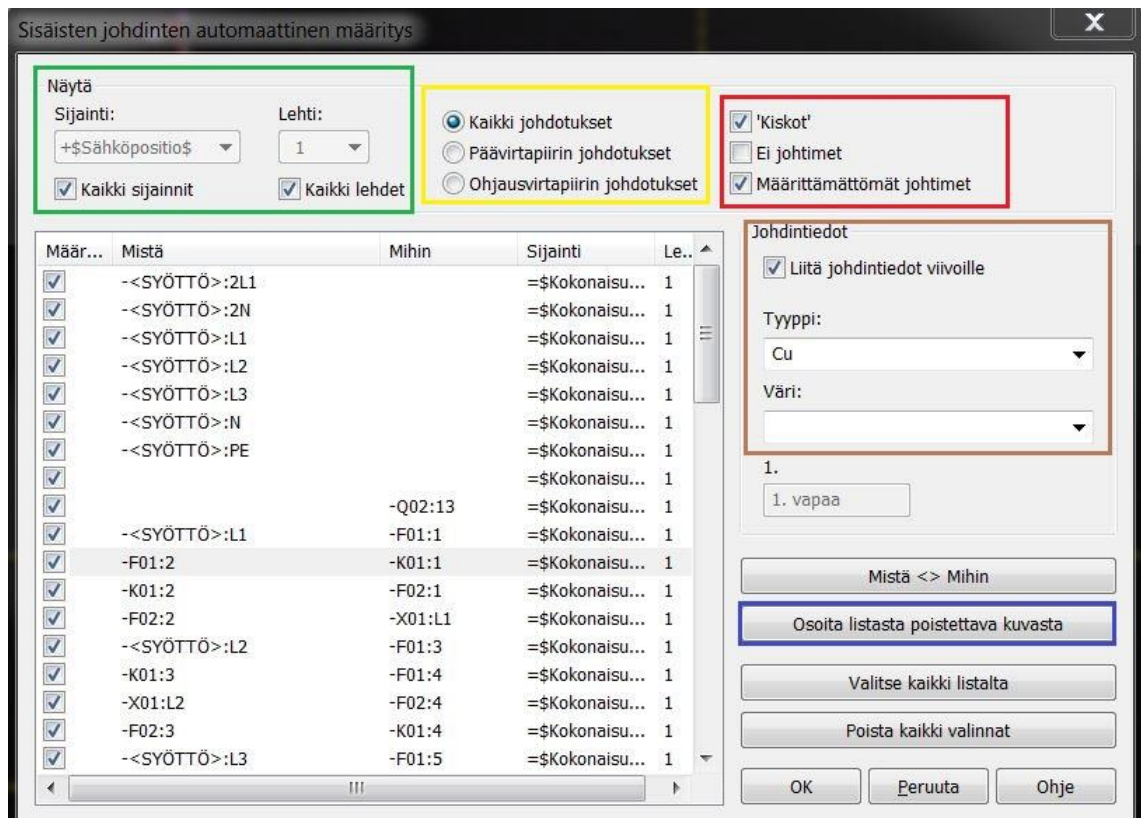 Sisäisten johdinten automaattinen määritys
X
Näytä
Sijainti: Lehti:
+$Sähköpositio$ 1
Kaikki sijainnit Kaikki lehdet
Kaikki johdotukset
Päävirtapiirin johdotukset
Ohjausvirtapiirin johdotukset
'Kiskot'
Ei johtimet
Määrittämättömät johtimet
Määr... Mistä Mihin Sijainti Le..
-<SYÖTTÖ>:2L1 =$Kokonaisu... 1
-<SYÖTTÖ>:2N =$Kokonaisu... 1
-<SYÖTTÖ>:L1 =$Kokonaisu... 1
-<SYÖTTÖ>:L2 =$Kokonaisu... 1
-<SYÖTTÖ>:L3 =$Kokonaisu... 1
-<SYÖTTÖ>:N =$Kokonaisu... 1
-<SYÖTTÖ>:PE =$Kokonaisu... 1
=$Kokonaisu... 1
-Q02:13 =$Kokonaisu... 1
-<SYÖTTÖ>:L1 -F01:1 =$Kokonaisu... 1
-F01:2 -K01:1 =$Kokonaisu... 1
-K01:2 -F02:1 =$Kokonaisu... 1
-F02:2 -X01:L1 =$Kokonaisu... 1
-<SYÖTTÖ>:L2 -F01:3 =$Kokonaisu... 1
-K01:3 -F01:4 =$Kokonaisu... 1
-X01:L2 -F02:4 =$Kokonaisu... 1
-F02:3 -K01:4 =$Kokonaisu... 1
-<SYÖTTÖ>:L3 -F01:5 =$Kokonaisu... 1
Johdintiedot
Liitä johdintiedot viivoille
Tyyppi:
Cu
Väri:
1.
1. vapaa
Mistä <> Mihin
Osoita listasta poistettava kuvasta
Valitse kaikki listalta
Poista kaikki valinnat
OK Peruuta Ohje